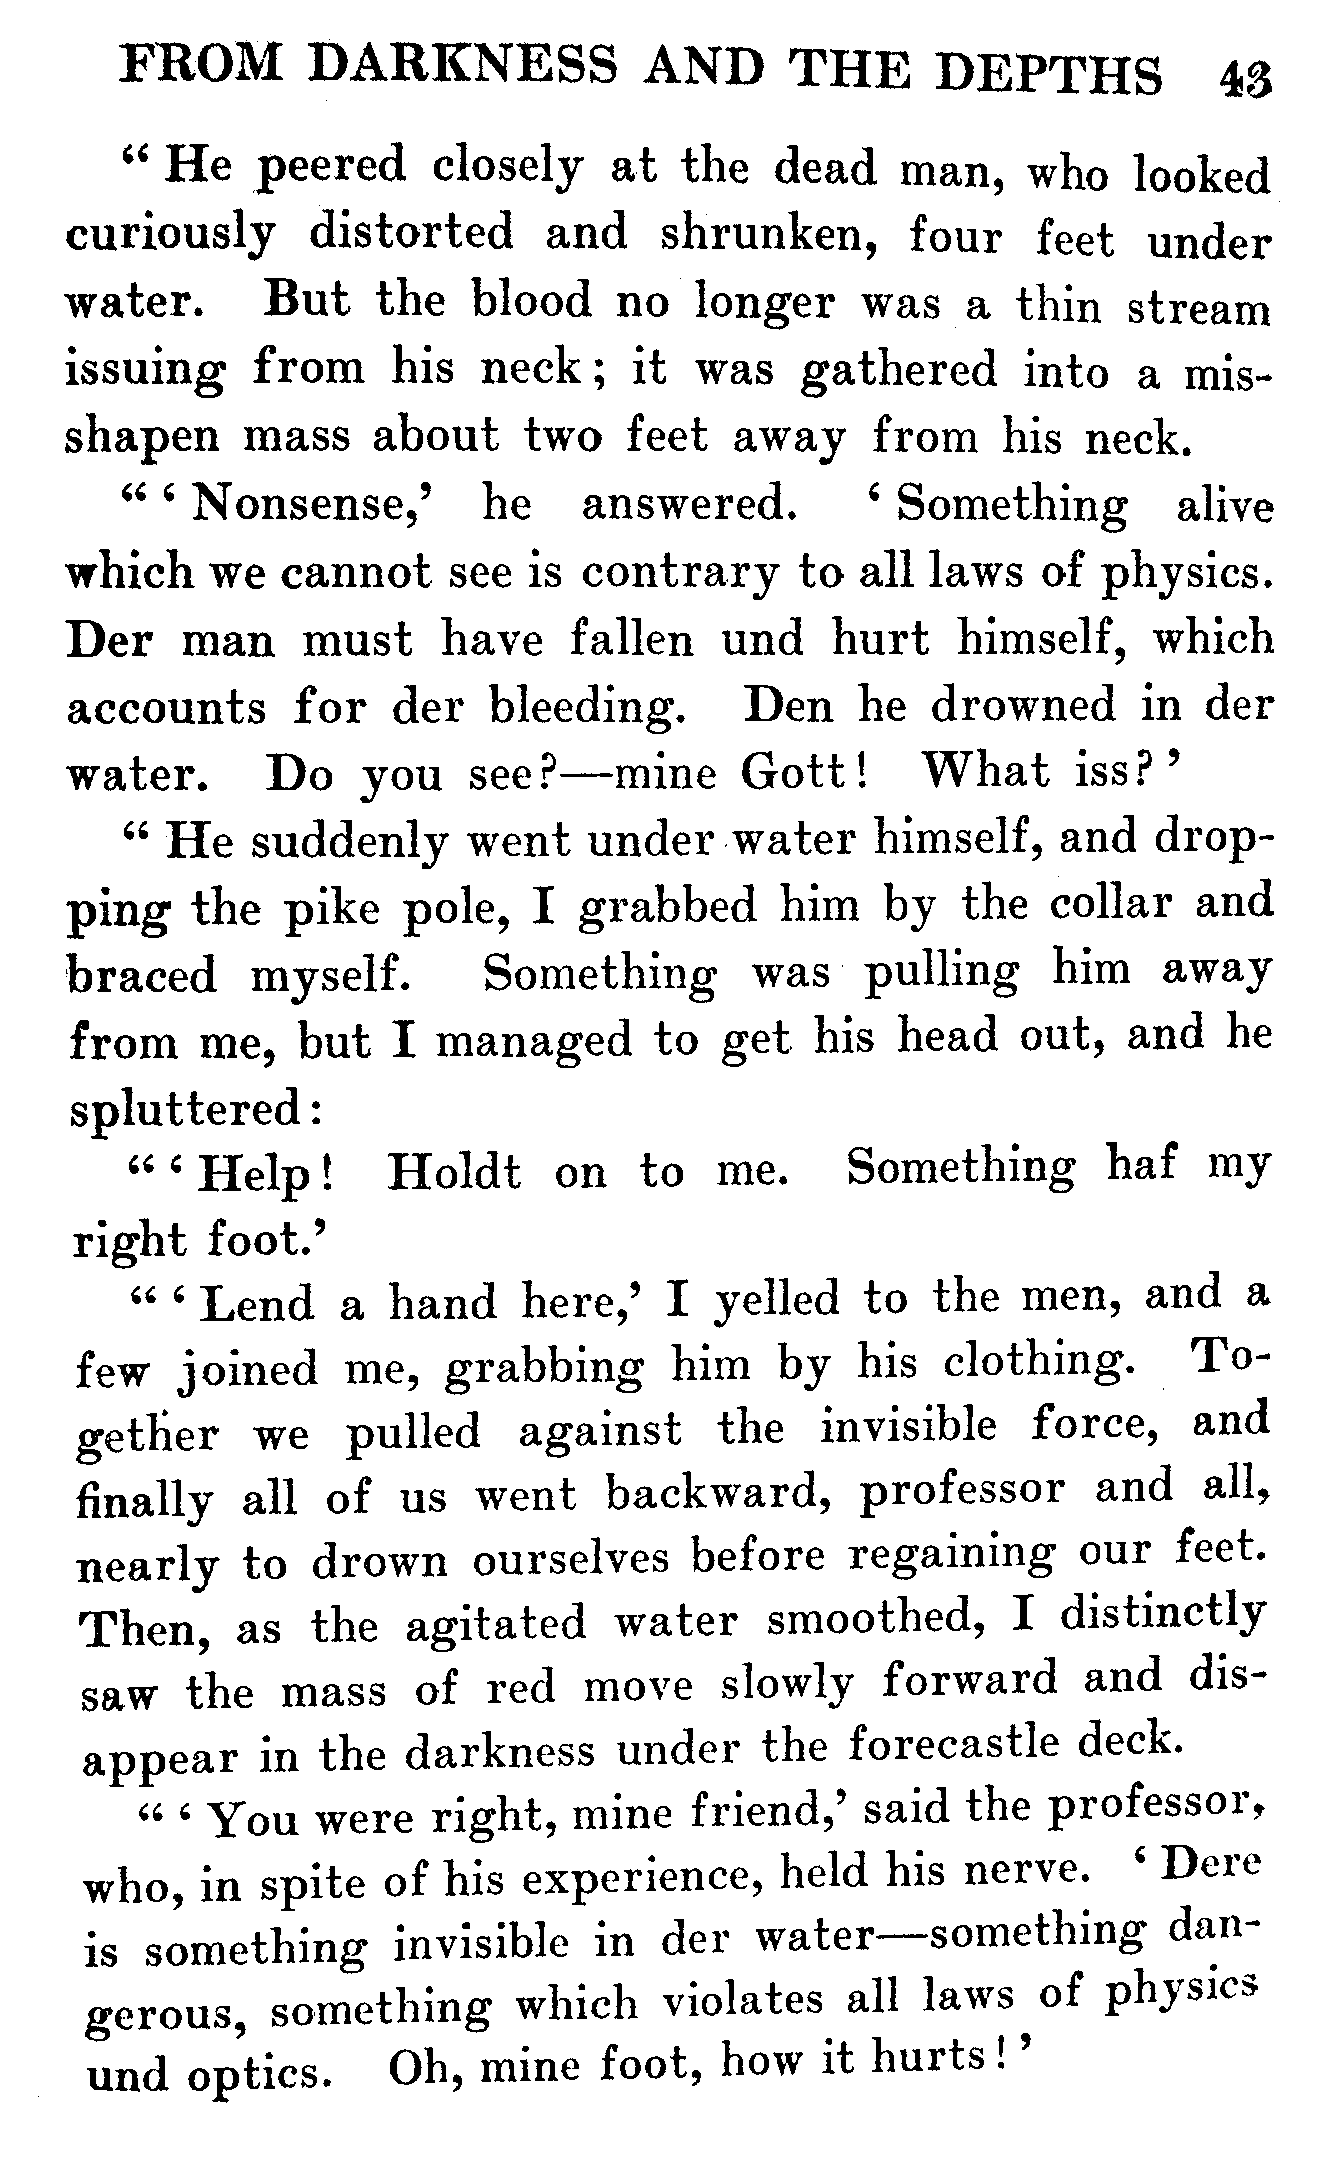 FROM DARKNESS AND THE DEPTHS 43
“ He peered closely at the dead man, who looked
curiously distorted and shrunken, four feet under
water. But the blood no longer was a thin stream
issuing from his neck; it was gathered into a mis-
shapen mass about two feet away from his neck.
“ ‘ Nonsense,’ he answered. ‘ Something alive
which we cannot see is contrary to all laws of physics.
Der man must have fallen und hurt himself, which
accounts for der bleeding. Den he drowned in der
water. Do you see?—mine Gott! What iss? ’
“ He suddenly went under water himself, and drop-
ping the pike pole, I grabbed him by the collar and
braced myself. Something was pulling him away
from me, but I managed to get his head out, and he
spluttered:
“ ‘ Help! Holdt on to me. Something haf my
right foot.’
“ ‘ Lend a hand here,’ I yelled to the men, and a
few joined me, grabbing him by his clothing. To-
gether we pulled against the invisible force, and
finally all of us went backward, professor and all,
nearly to drown ourselves before regaining our feet.
Then, as the agitated water smoothed, I distinctly
saw the mass of red move slowly forward and dis-
appear in the darkness under the forecastle deck.
“ ‘ You were right, mine friend,’ said the professor,
who, in spite of his experience, held his nerve. ‘ Dere
is something invisible in der water—something dan-
gerous, something which violates all laws of physics
und optics. Oh, mine foot, how it hurts! ’